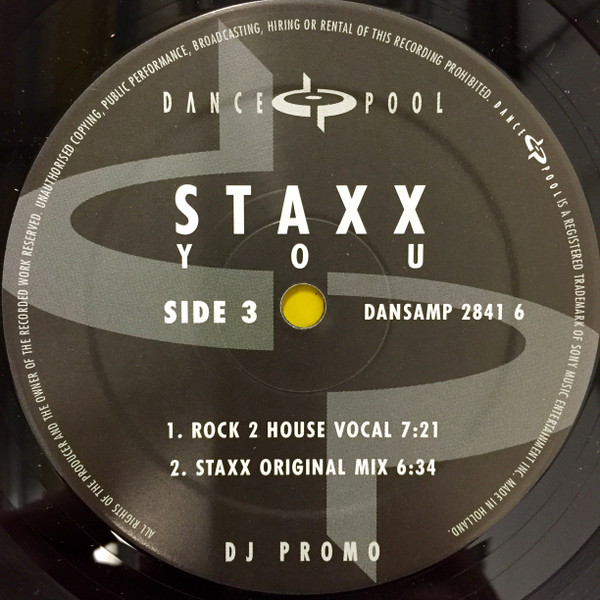 ALL RIGHTS OF THE PRODUCER AND THE OWNER OF THE RECORDED WORK RESERVED. UNAUTHORISED COPYING, PUBLIC PERFORMANCE, BROADCASTING, HIRING OR RENTAL OF THIS RECORDING PROHIBITED. DANCE POOL IS A REGISTERED TRADEMARK OF SONY MUSIC ENTERTAINMENT INC. MADE IN HOLLAND.
DANCE POOL
STAXX
YOU
SIDE 3 DANSAMP 2841 6
1. ROCK 2 HOUSE VOCAL 7:21
2. STAXX ORIGINAL MIX 6:34
DJ PROMO